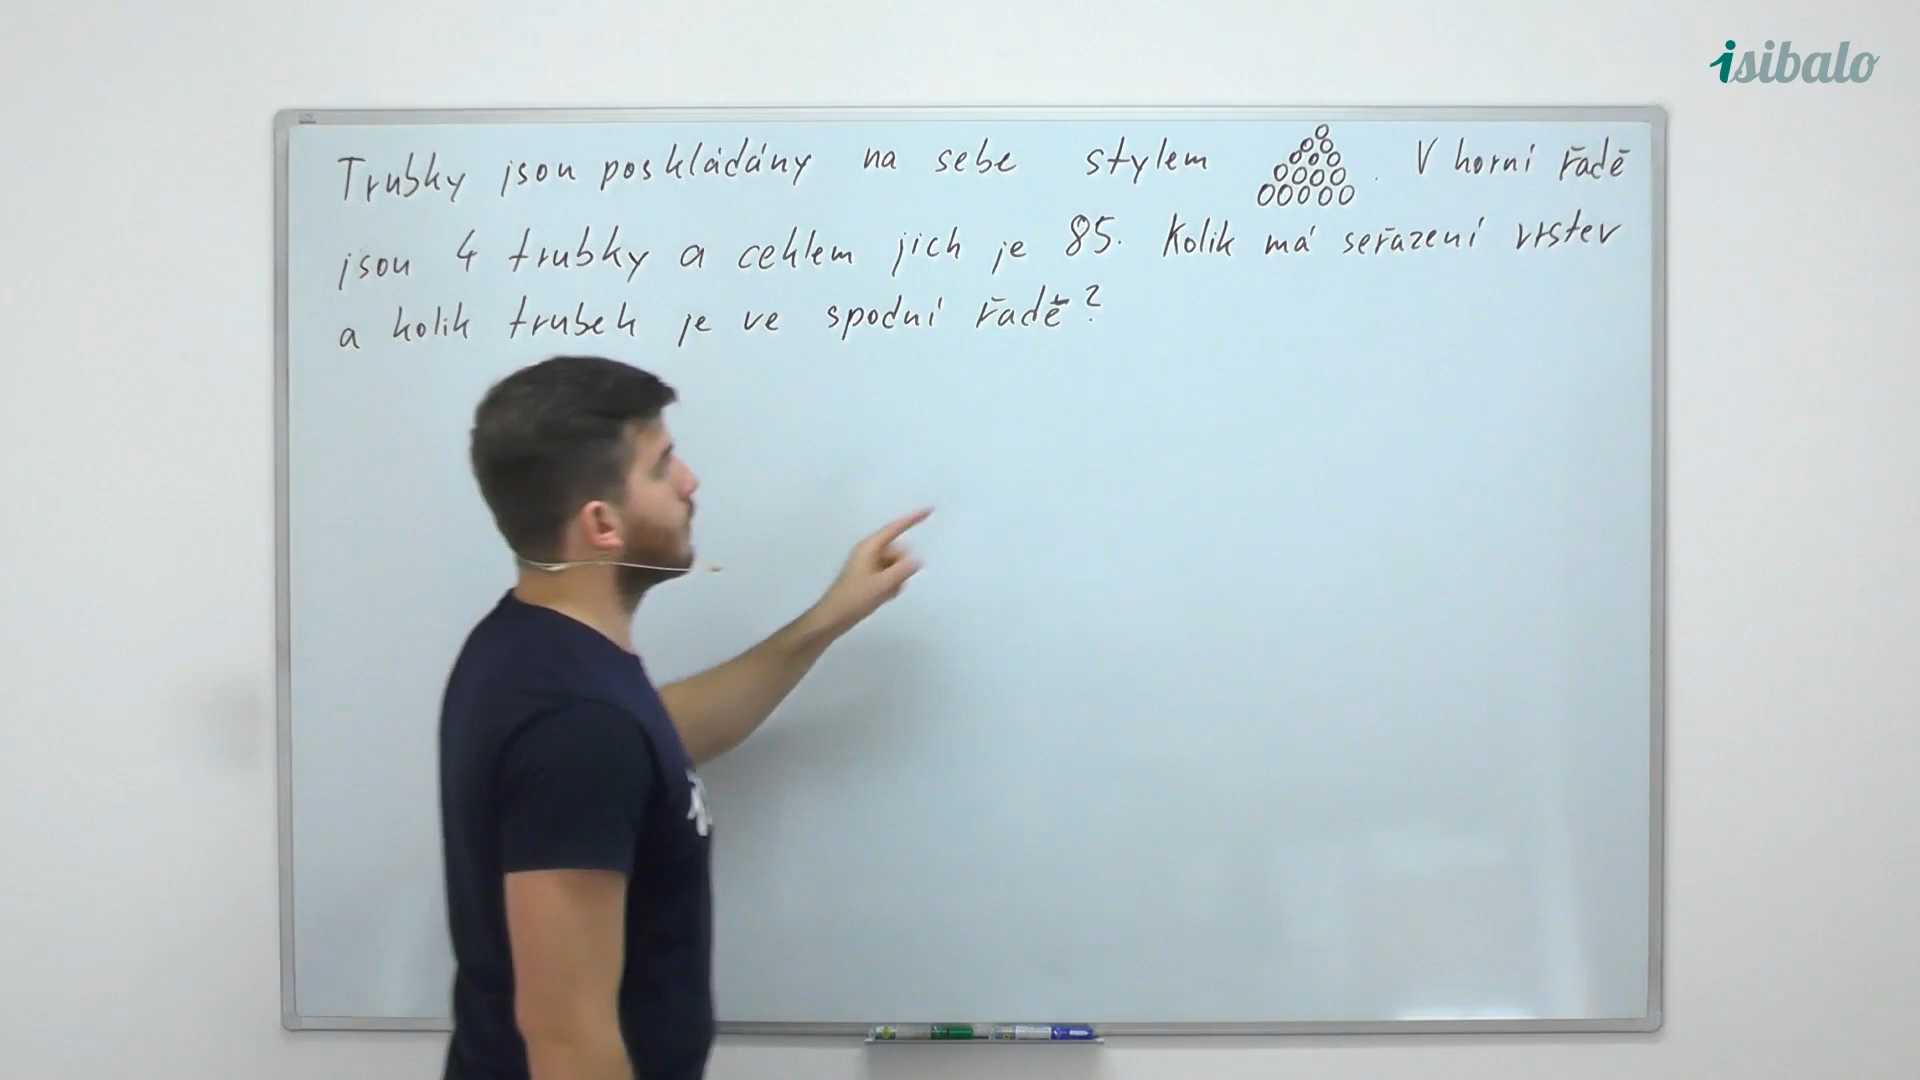 isibalo
Trubky jsou poskládány na sebe stylem . V horní řadě
jsou 4 trubky a celkem jich je 85. Kolik má seřazení vrstev
a kolik trubek je ve spodní řadě?